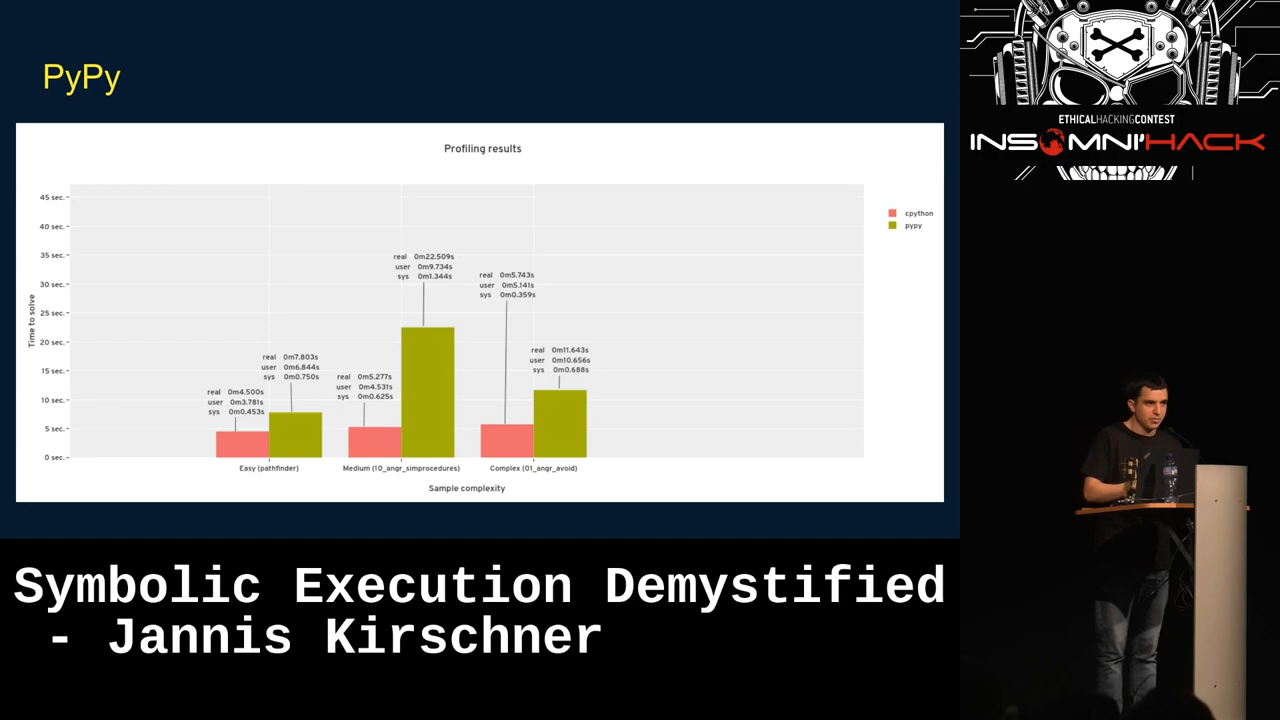 PyPy
Profiling results
45 sec.
40 sec.
35 sec.
30 sec.
25 sec.
20 sec.
15 sec.
10 sec.
5 sec.
0 sec.
Time to solve
real 0m4.500s
user 0m3.781s
sys 0m0.453s
real 0m7.803s
user 0m6.844s
sys 0m0.750s
real 0m5.277s
user 0m4.531s
sys 0m0.625s
real 0m22.509s
user 0m9.734s
sys 0m1.344s
real 0m5.743s
user 0m5.141s
sys 0m0.359s
real 0m11.643s
user 0m10.656s
sys 0m0.688s
Easy (pathfinder)
Medium (10_angr_simprocedures)
Complex (01_angr_avoid)
Sample complexity
cpython
pypy
ETHICALHACKINGCONTEST
INSOMNI'HACK
Symbolic Execution Demystified
- Jannis Kirschner